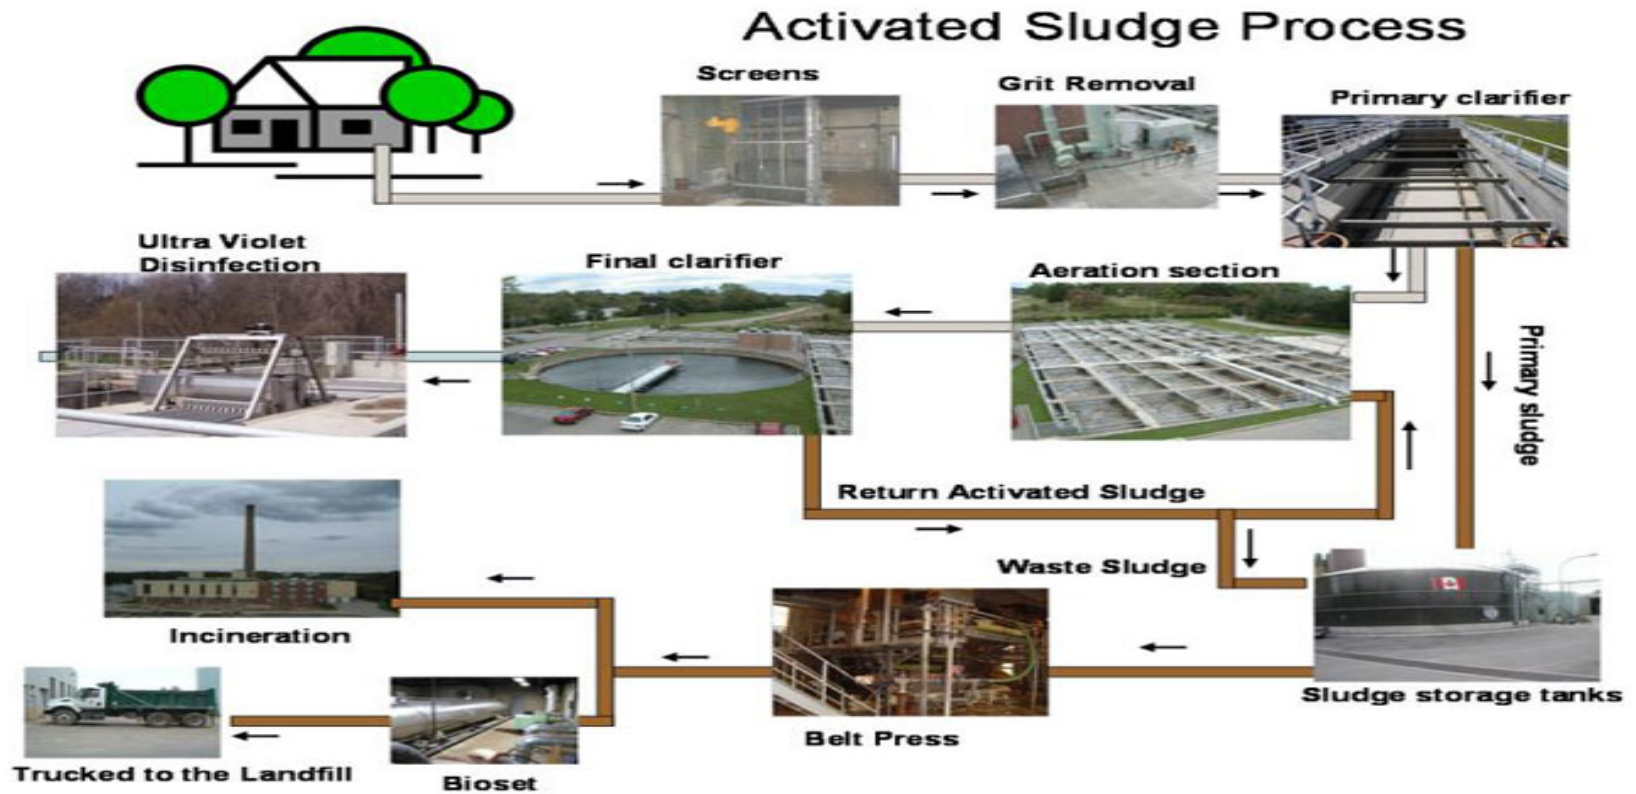 Activated Sludge Process
Screens
Grit Removal
Primary clarifier
Ultra Violet
Disinfection
Final clarifier
Aeration section
Primary sludge
Return Activated Sludge
Waste Sludge
Incineration
Sludge storage tanks
Belt Press
Trucked to the Landfill
Bioset